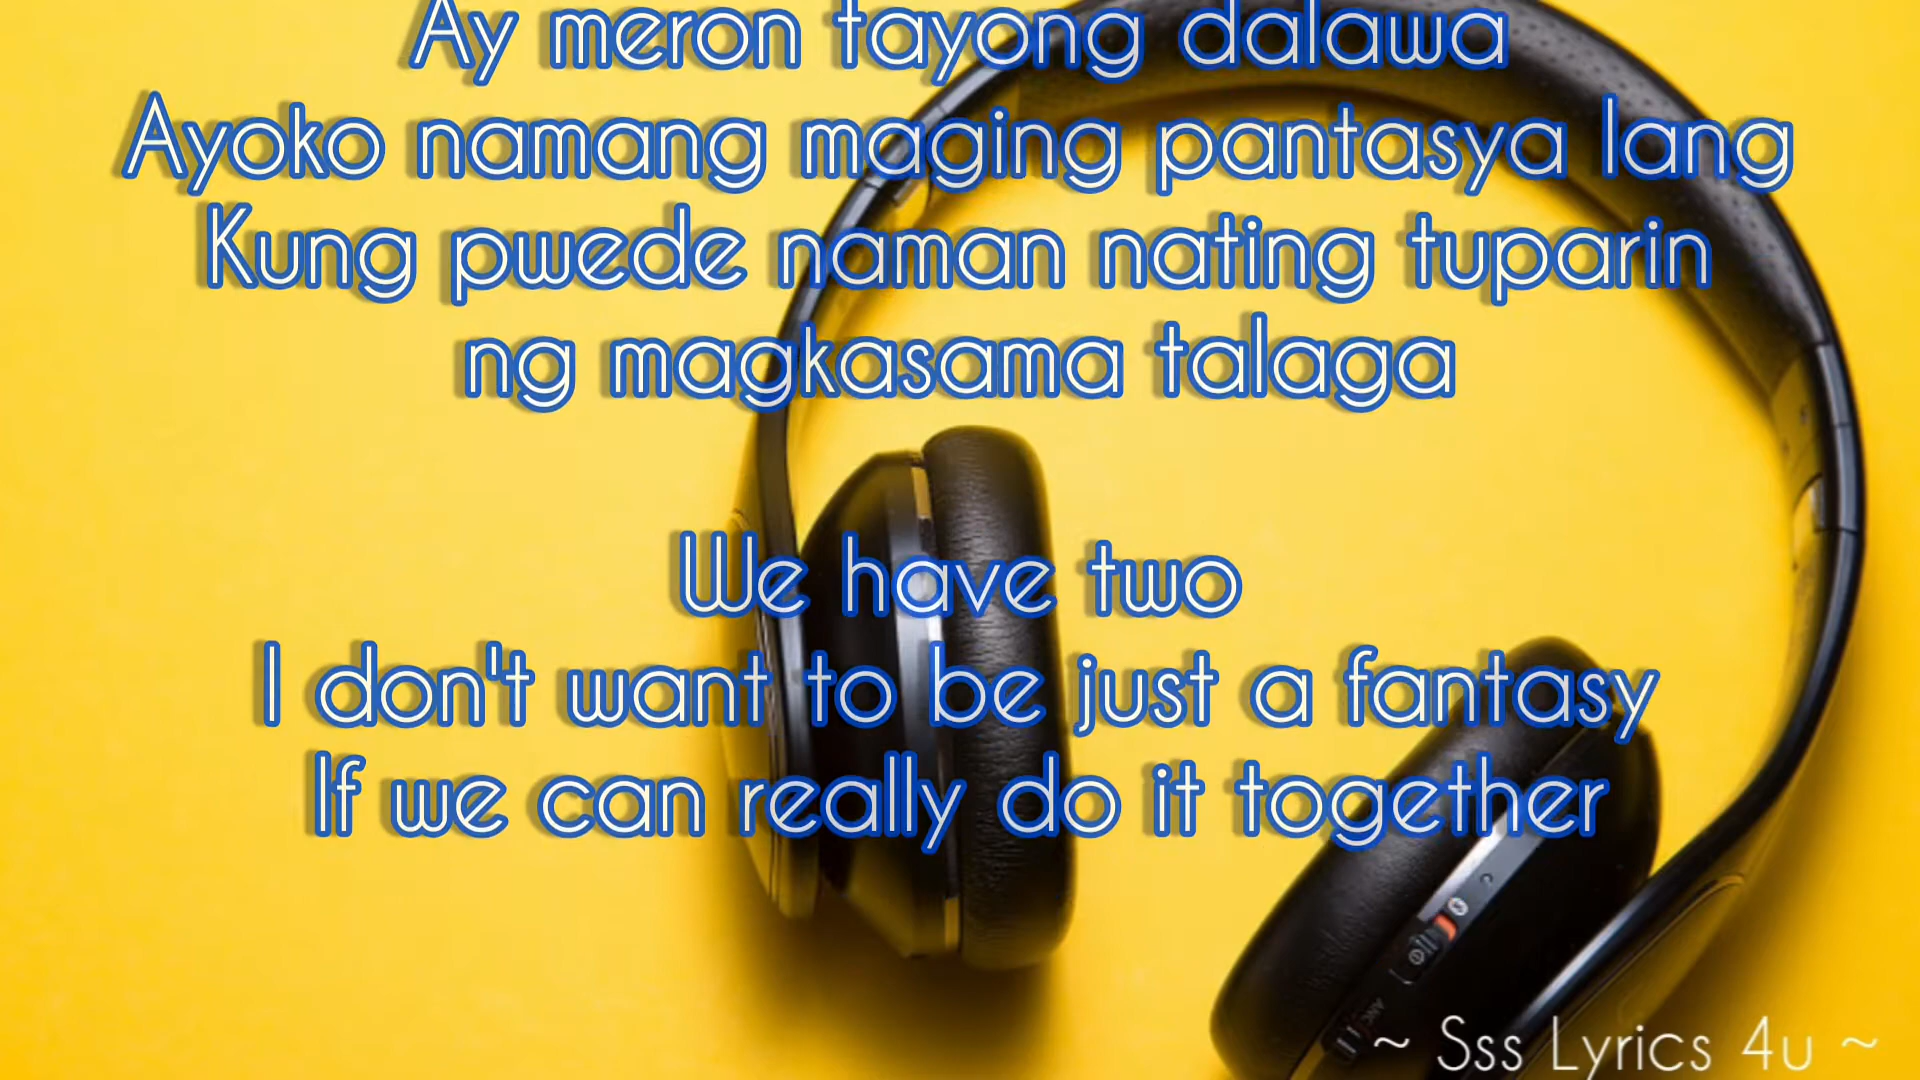 Ay meron tayong dalawa
Ayoko namang maging pantasya lang
Kung pwede naman nating tuparin
ng magkasama talaga
We have two
I don't want to be just a fantasy
If we can really do it together
~ Sss Lyrics 4u ~